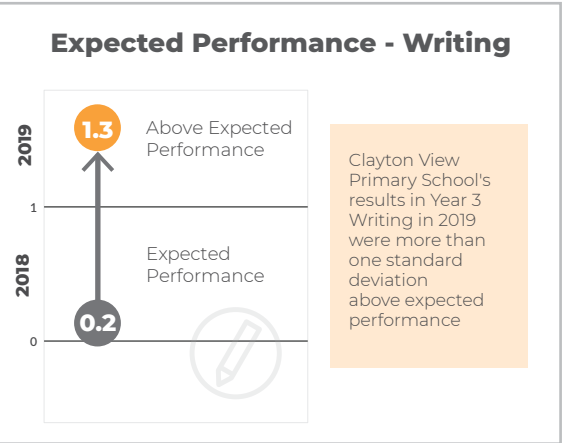 Expected Performance - Writing
2019
1.3
Above Expected
Performance
1
2018
Expected
Performance
0.2
0
Clayton View
Primary School's
results in Year 3
Writing in 2019
were more than
one standard
deviation
above expected
performance